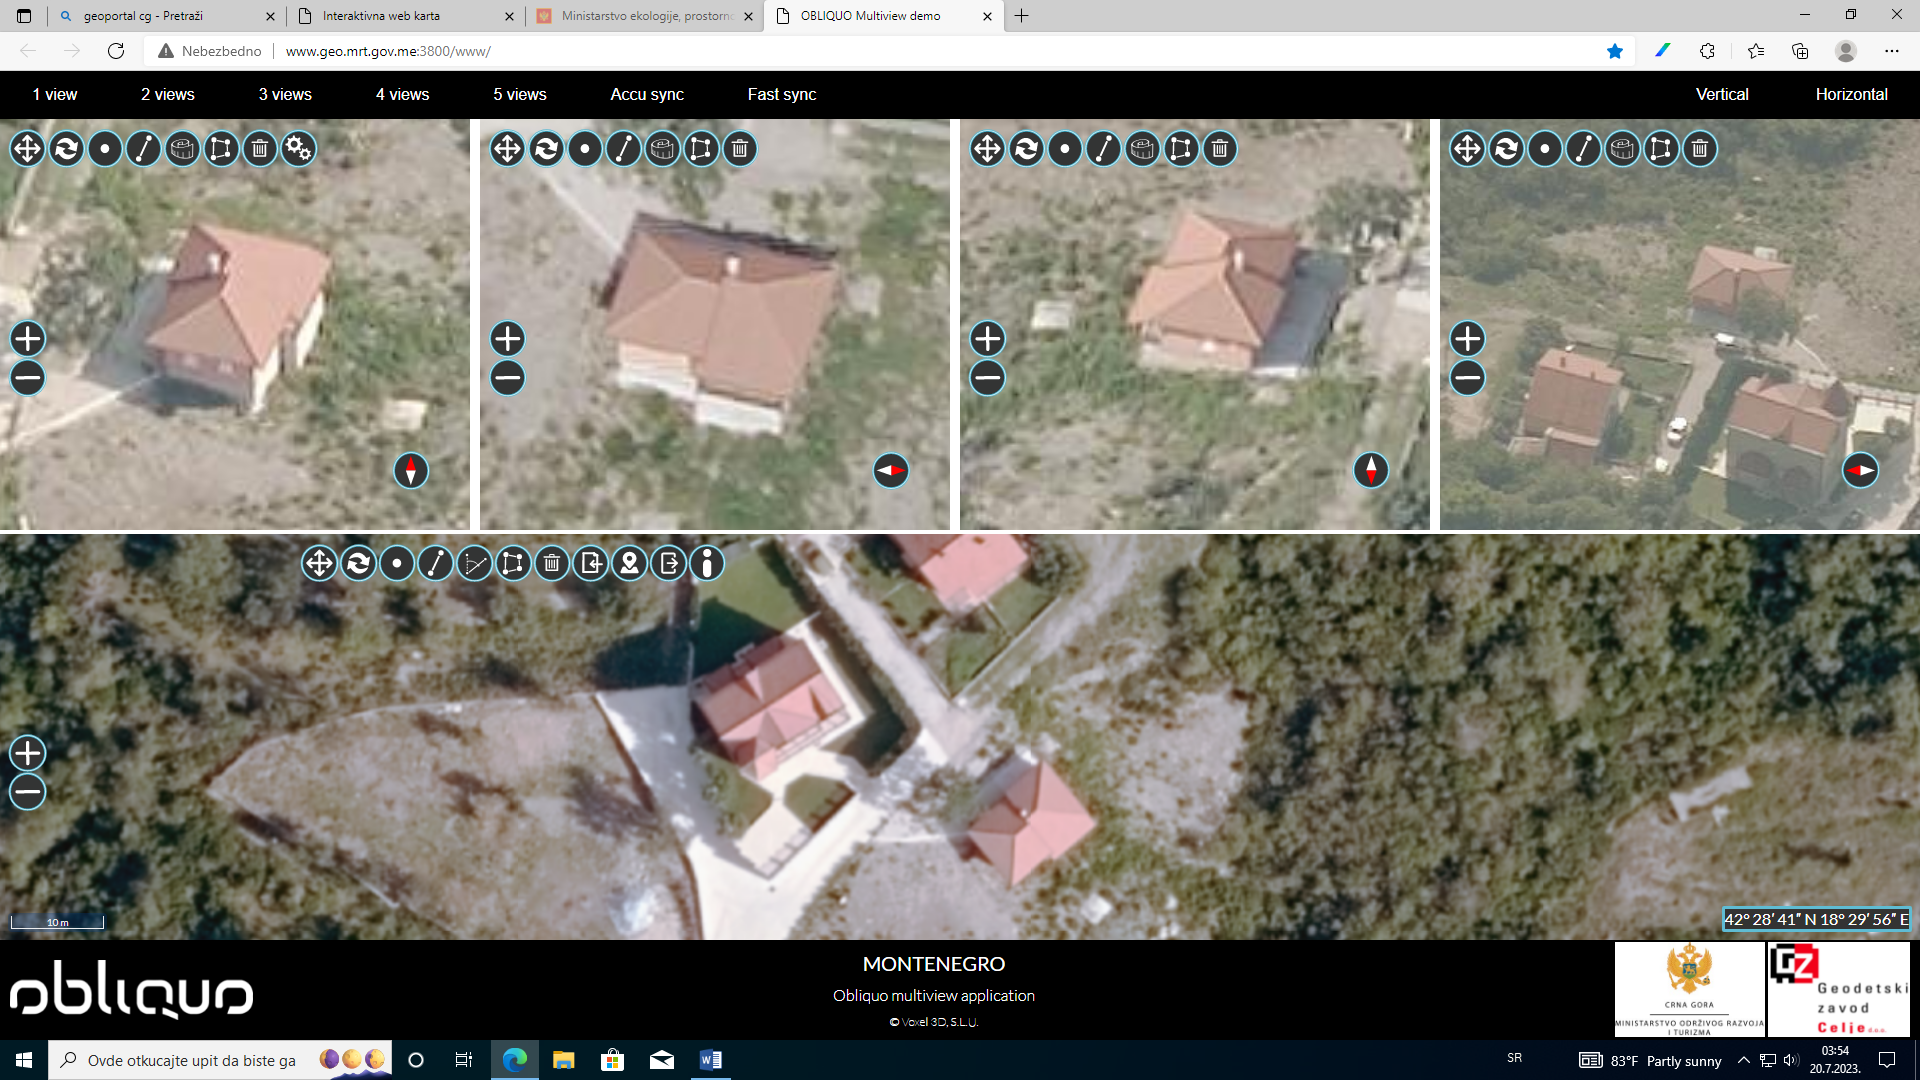 geoportal cg - Pretraži
Interaktivna web karta
Ministarstvo ekologije, prostorno
OBLIQUO Multiview demo
Nebezbedno
www.geo.mrt.gov.me:3800/www/
1 view
2 views
3 views
4 views
5 views
Accu sync
Fast sync
Vertical
Horizontal
10 m
42° 28′ 41″ N 18° 29′ 56″ E
obliquo
MONTENEGRO
Obliquo multiview application
© Voxel 3D, S.L.U.
CRNA GORA
MINISTARSTVO ODRŽIVOG RAZVOJA
I TURIZMA
GZ
Geodetski
zavod
Celje d.o.o.
Ovde otkucajte upit da biste ga
SR
83°F Partly sunny
03:54
20.7.2023.